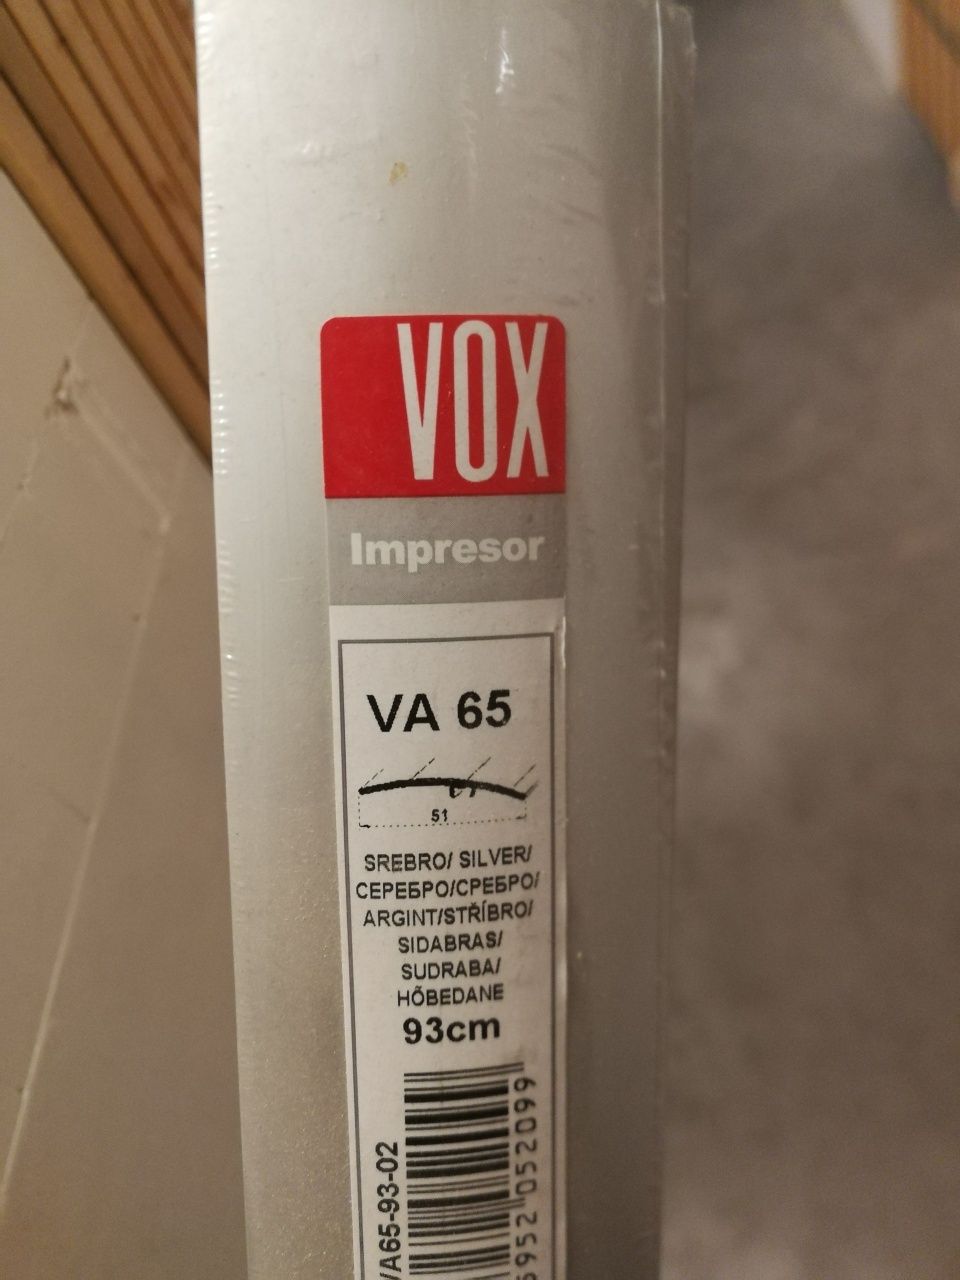 VOX
Impresor
VA 65
51
SREBRO/ SILVER/
СЕРЕБРО/СРЕБРО/
ARGINT/STŘÍBRO/
SIDABRAS/
SUDRABA/
HÕBEDANE
93cm
VA65-93-02
5952 052099